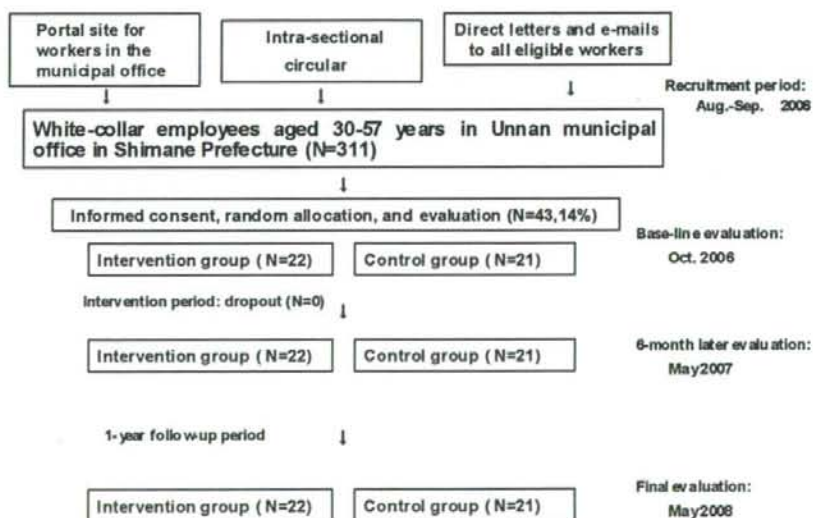 Portal site for
workers in the
municipal office
Intra-sectional
circular
Direct letters and e-mails
to all eligible workers
Recruitment period:
Aug.-Sep. 2006
White-collar employees aged 30-57 years in Unnan municipal
office in Shimane Prefecture (N=311)
Informed consent, random allocation, and evaluation (N=43,14%)
Base-line evaluation:
Oct. 2006
Intervention group (N=22)
Control group (N=21)
Intervention period: dropout (N=0)
Intervention group (N=22)
Control group (N=21)
6-month later evaluation:
May2007
1-year follow-up period
Final evaluation:
May2008
Intervention group (N=22)
Control group (N=21)